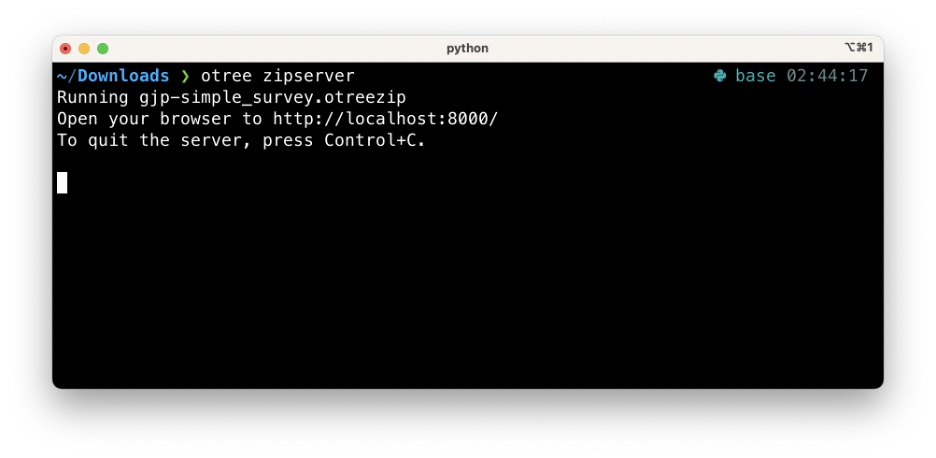 python
⌥⌘1
~/Downloads ❯ otree zipserver base 02:44:17
Running gjp-simple_survey.otreezip
Open your browser to http://localhost:8000/
To quit the server, press Control+C.